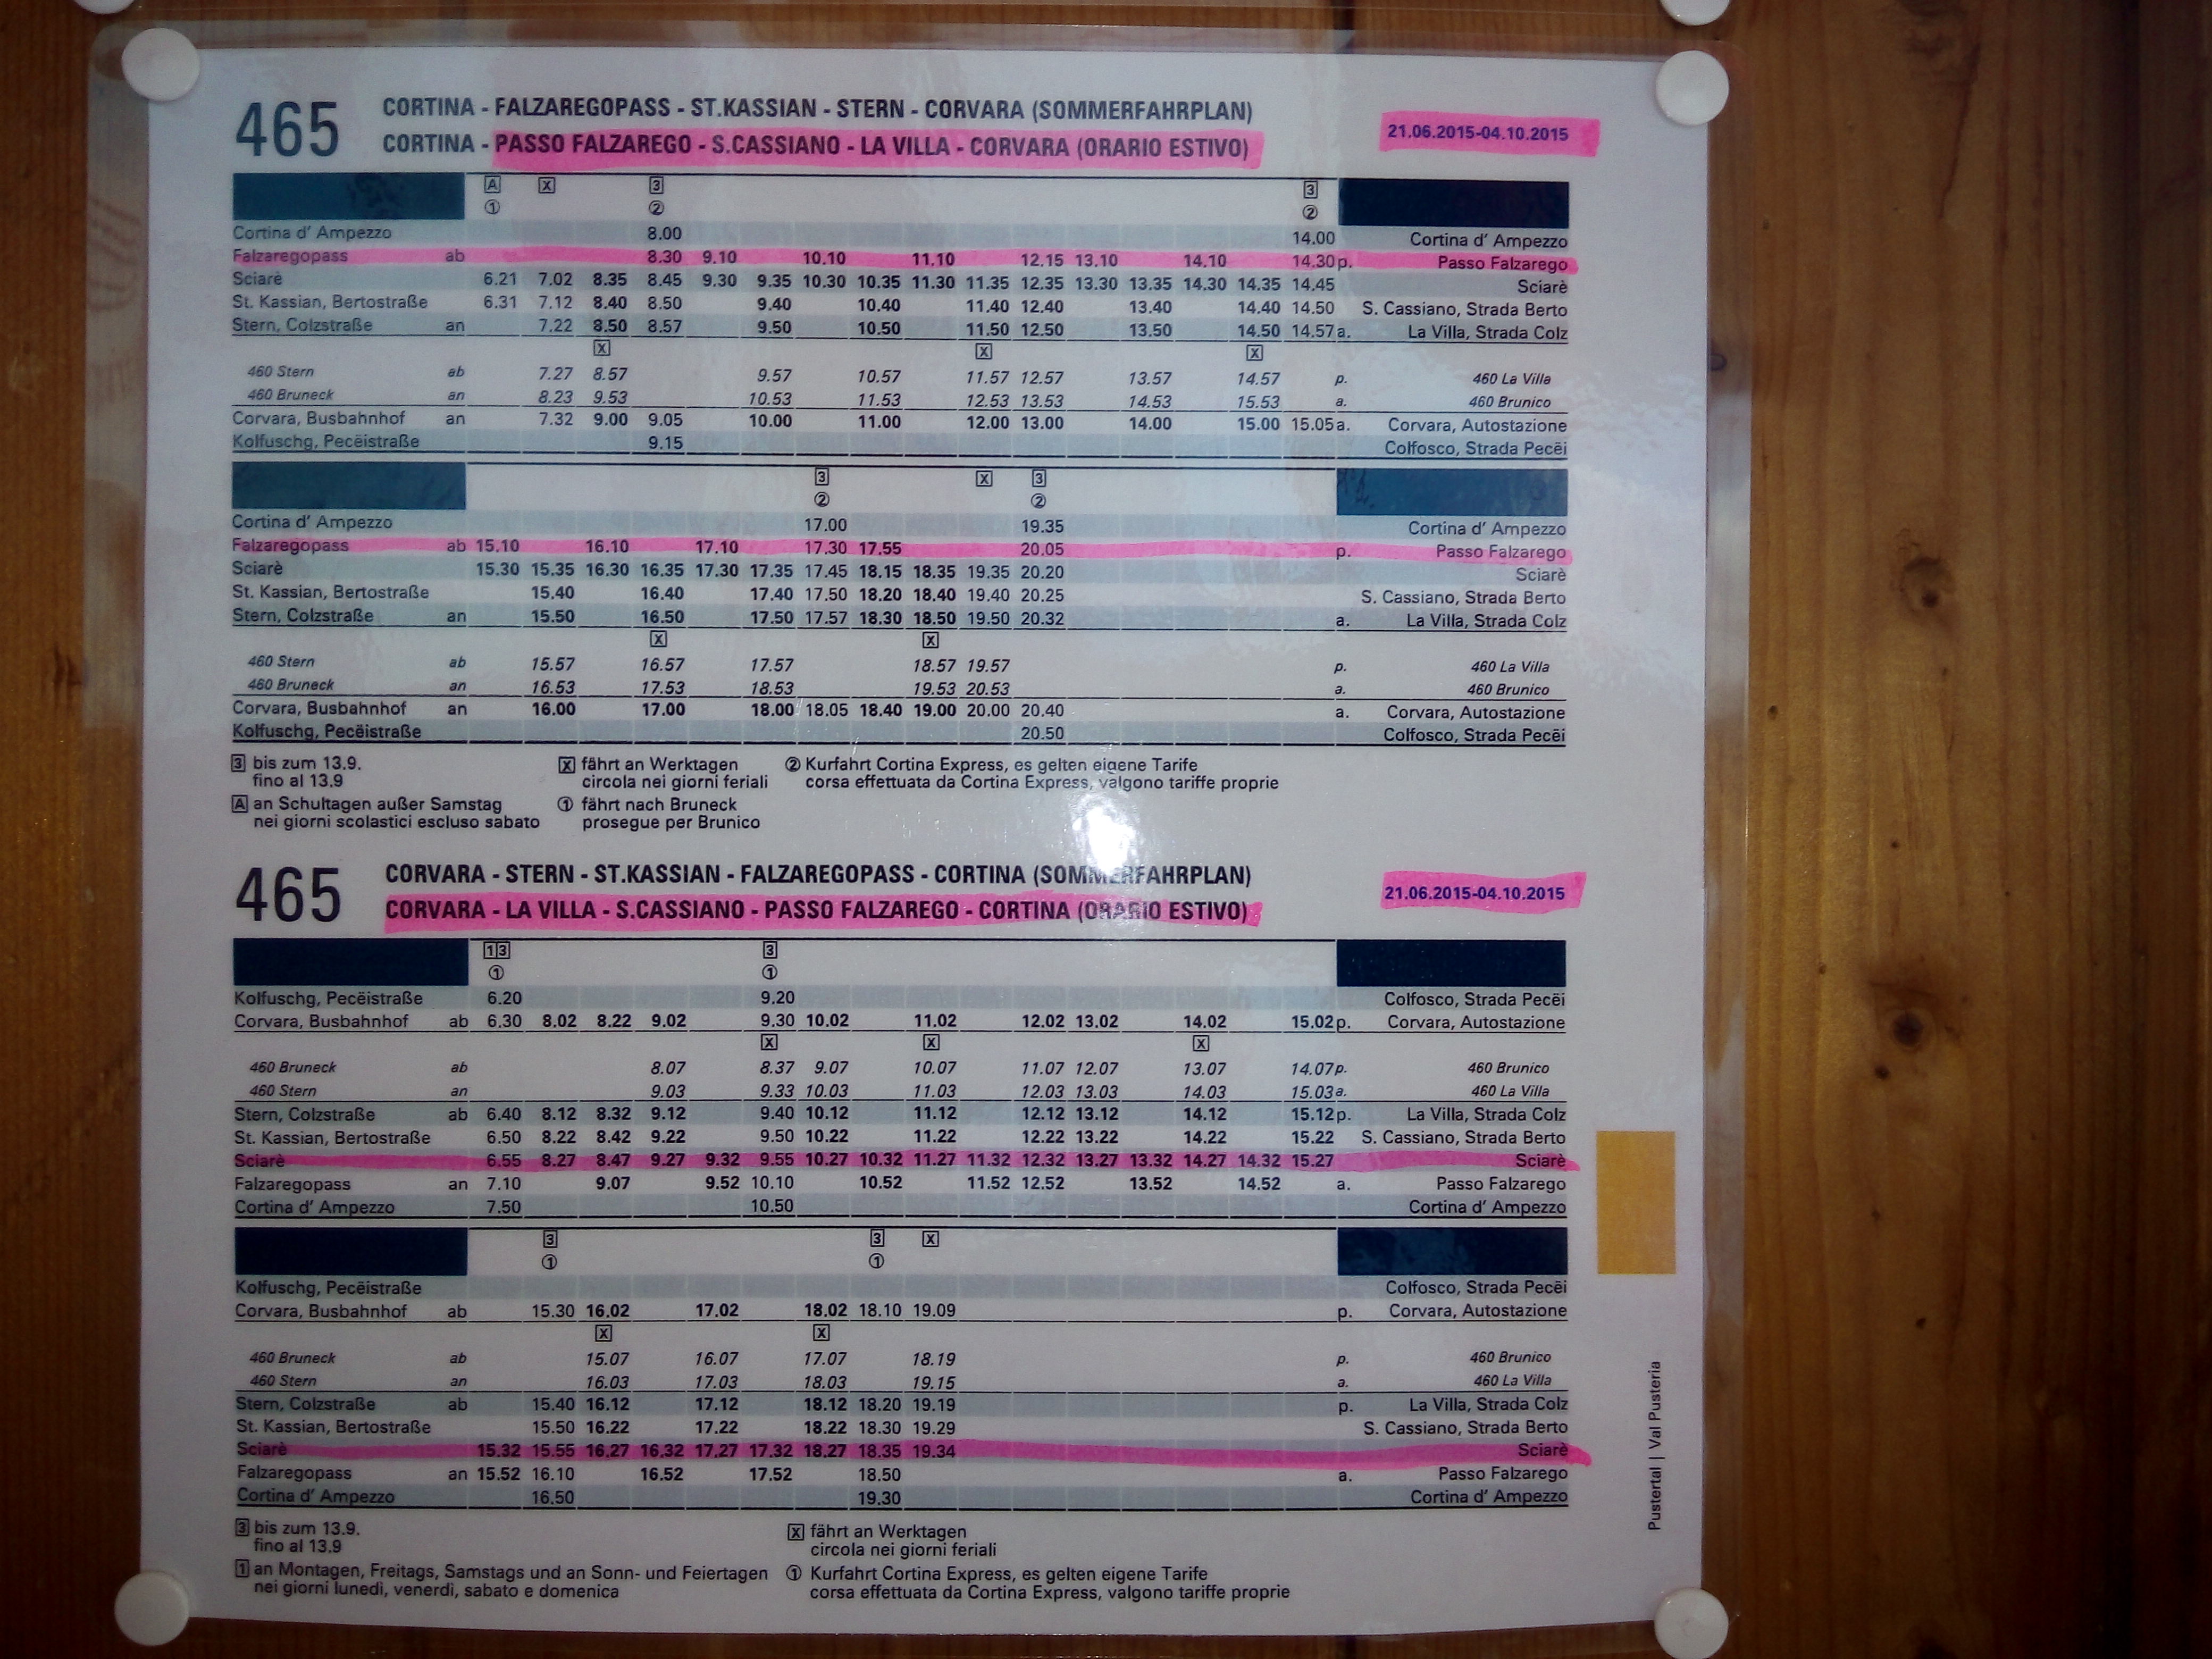 465 CORTINA - FALZAREGOPASS - ST.KASSIAN - STERN - CORVARA (SOMMERFAHRPLAN)
CORTINA - PASSO FALZAREGO - S.CASSIANO - LA VILLA - CORVARA (ORARIO ESTIVO) 21.06.2015-04.10.2015
A X 3 3
① ② ②
Cortina d' Ampezzo 8.00 14.00 Cortina d' Ampezzo
Falzaregopass ab 8.30 9.10 10.10 11.10 12.15 13.10 14.10 14.30 p. Passo Falzarego
Sciarè 6.21 7.02 8.35 8.45 9.30 9.35 10.30 10.35 11.30 11.35 12.35 13.30 13.35 14.30 14.35 14.45 Sciarè
St. Kassian, Bertostraße 6.31 7.12 8.40 8.50 9.40 10.40 11.40 12.40 13.40 14.40 14.50 S. Cassiano, Strada Berto
Stern, Colzstraße an 7.22 8.50 8.57 9.50 10.50 11.50 12.50 13.50 14.50 14.57 a. La Villa, Strada Colz
X X X
460 Stern ab 7.27 8.57 9.57 10.57 11.57 12.57 13.57 14.57 p. 460 La Villa
460 Bruneck an 8.23 9.53 10.53 11.53 12.53 13.53 14.53 15.53 a. 460 Brunico
Corvara, Busbahnhof an 7.32 9.00 9.05 10.00 11.00 12.00 13.00 14.00 15.00 15.05 a. Corvara, Autostazione
Kolfuschg, Pecëistraße 9.15 Colfosco, Strada Pecëi
3 X 3
② ②
Cortina d' Ampezzo 17.00 19.35 Cortina d' Ampezzo
Falzaregopass ab 15.10 16.10 17.10 17.30 17.55 20.05 p. Passo Falzarego
Sciarè 15.30 15.35 16.30 16.35 17.30 17.35 17.45 18.15 18.35 19.35 20.20 Sciarè
St. Kassian, Bertostraße 15.40 16.40 17.40 17.50 18.20 18.40 19.40 20.25 S. Cassiano, Strada Berto
Stern, Colzstraße an 15.50 16.50 17.50 17.57 18.30 18.50 19.50 20.32 a. La Villa, Strada Colz
X X
460 Stern ab 15.57 16.57 17.57 18.57 19.57 p. 460 La Villa
460 Bruneck an 16.53 17.53 18.53 19.53 20.53 a. 460 Brunico
Corvara, Busbahnhof an 16.00 17.00 18.00 18.05 18.40 19.00 20.00 20.40 a. Corvara, Autostazione
Kolfuschg, Pecëistraße 20.50 Colfosco, Strada Pecëi
3 bis zum 13.9. X fährt an Werktagen ② Kurfahrt Cortina Express, es gelten eigene Tarife
fino al 13.9 circola nei giorni feriali corsa effettuata da Cortina Express, valgono tariffe proprie
A an Schultagen außer Samstag ① fährt nach Bruneck
nei giorni scolastici escluso sabato prosegue per Brunico
465 CORVARA - STERN - ST.KASSIAN - FALZAREGOPASS - CORTINA (SOMMERFAHRPLAN)
CORVARA - LA VILLA - S.CASSIANO - PASSO FALZAREGO - CORTINA (ORARIO ESTIVO) 21.06.2015-04.10.2015
1 3 3
① ①
Kolfuschg, Pecëistraße 6.20 9.20 Colfosco, Strada Pecëi
Corvara, Busbahnhof ab 6.30 8.02 8.22 9.02 9.30 10.02 11.02 12.02 13.02 14.02 15.02 p. Corvara, Autostazione
X X X
460 Bruneck ab 8.07 8.37 9.07 10.07 11.07 12.07 13.07 14.07 p. 460 Brunico
460 Stern an 9.03 9.33 10.03 11.03 12.03 13.03 14.03 15.03 a. 460 La Villa
Stern, Colzstraße ab 6.40 8.12 8.32 9.12 9.40 10.12 11.12 12.12 13.12 14.12 15.12 p. La Villa, Strada Colz
St. Kassian, Bertostraße 6.50 8.22 8.42 9.22 9.50 10.22 11.22 12.22 13.22 14.22 15.22 S. Cassiano, Strada Berto
Sciarè 6.55 8.27 8.47 9.27 9.32 9.55 10.27 10.32 11.27 11.32 12.32 13.27 13.32 14.27 14.32 15.27 Sciarè
Falzaregopass an 7.10 9.07 9.52 10.10 10.52 11.52 12.52 13.52 14.52 a. Passo Falzarego
Cortina d' Ampezzo 7.50 10.50 Cortina d' Ampezzo
3 3 X
① ①
Kolfuschg, Pecëistraße Colfosco, Strada Pecëi
Corvara, Busbahnhof ab 15.30 16.02 17.02 18.02 18.10 19.09 p. Corvara, Autostazione
X X
460 Bruneck ab 15.07 16.07 17.07 18.19 p. 460 Brunico
460 Stern an 16.03 17.03 18.03 19.15 a. 460 La Villa
Stern, Colzstraße ab 15.40 16.12 17.12 18.12 18.20 19.19 p. La Villa, Strada Colz
St. Kassian, Bertostraße 15.50 16.22 17.22 18.22 18.30 19.29 S. Cassiano, Strada Berto
Sciarè 15.32 15.55 16.27 16.32 17.27 17.32 18.27 18.35 19.34 Sciarè
Falzaregopass an 15.52 16.10 16.52 17.52 18.50 a. Passo Falzarego
Cortina d' Ampezzo 16.50 19.30 Cortina d' Ampezzo
3 bis zum 13.9. X fährt an Werktagen
fino al 13.9 circola nei giorni feriali
1 an Montagen, Freitags, Samstags und an Sonn- und Feiertagen ① Kurfahrt Cortina Express, es gelten eigene Tarife
nei giorni lunedì, venerdì, sabato e domenica corsa effettuata da Cortina Express, valgono tariffe proprie
Pustertal | Val Pusteria